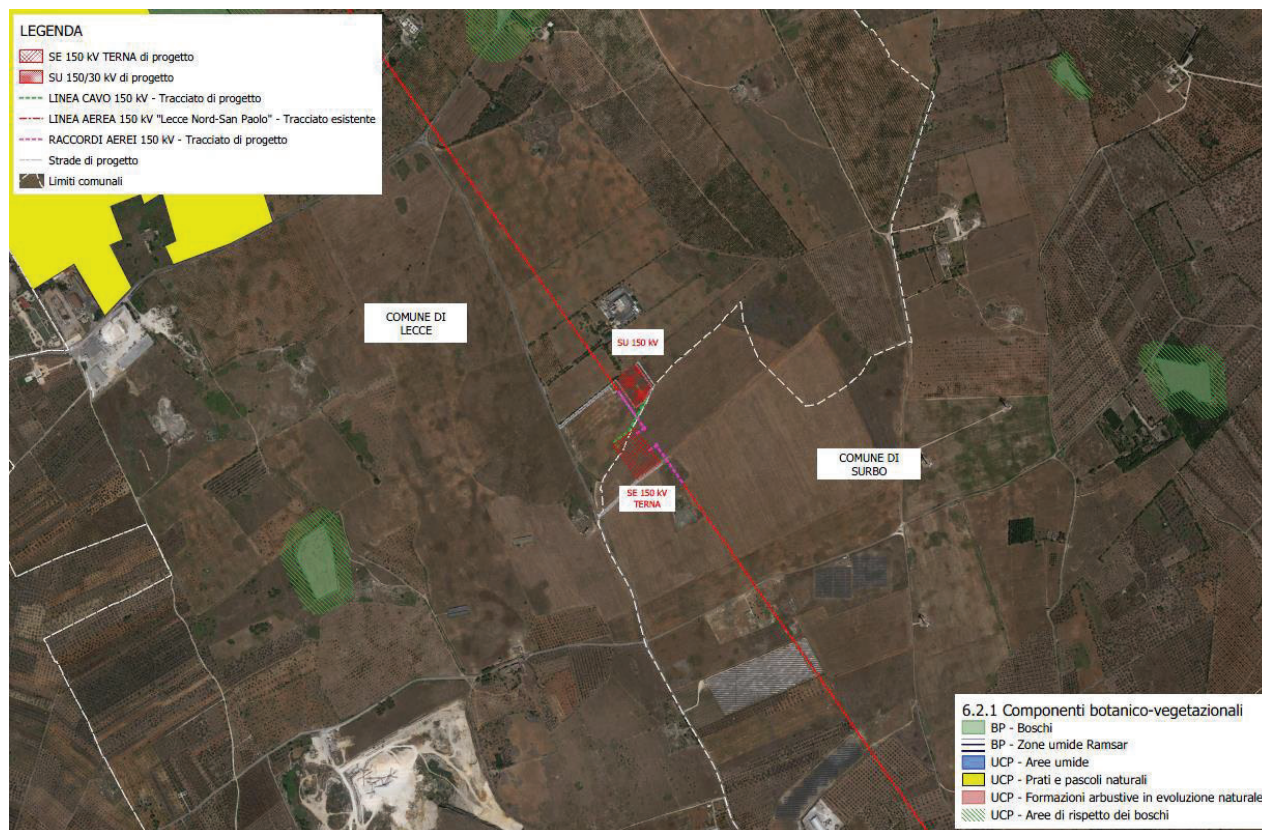 LEGENDA
SE 150 kV TERNA di progetto
SU 150/30 kV di progetto
LINEA CAVO 150 kV - Tracciato di progetto
LINEA AEREA 150 kV "Lecce Nord-San Paolo" - Tracciato esistente
RACCORDI AEREI 150 kV - Tracciato di progetto
Strade di progetto
Limiti comunali
COMUNE DI
LECCE
SU 150 kV
COMUNE DI
SURBO
SE 150 kV
TERNA
6.2.1 Componenti botanico-vegetazionali
BP - Boschi
BP - Zone umide Ramsar
UCP - Aree umide
UCP - Prati e pascoli naturali
UCP - Formazioni arbustive in evoluzione naturale
UCP - Aree di rispetto dei boschi